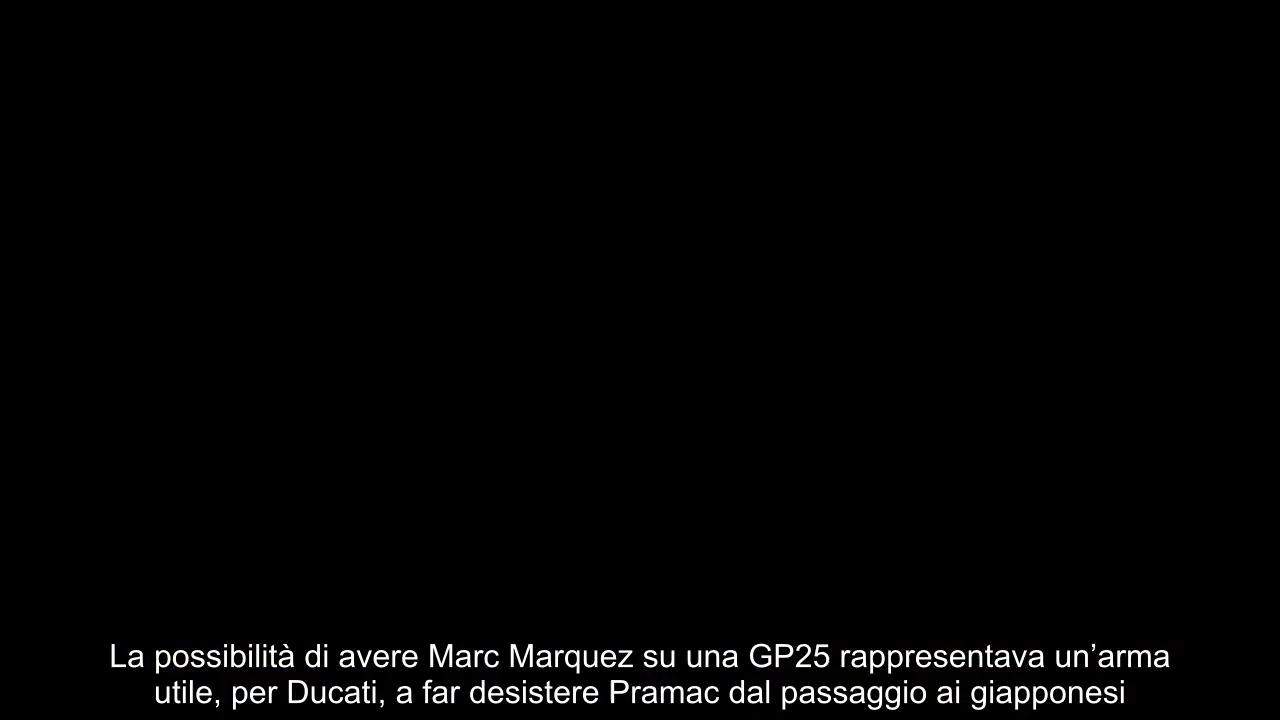 La possibilità di avere Marc Marquez su una GP25 rappresentava un’arma
utile, per Ducati, a far desistere Pramac dal passaggio ai giapponesi